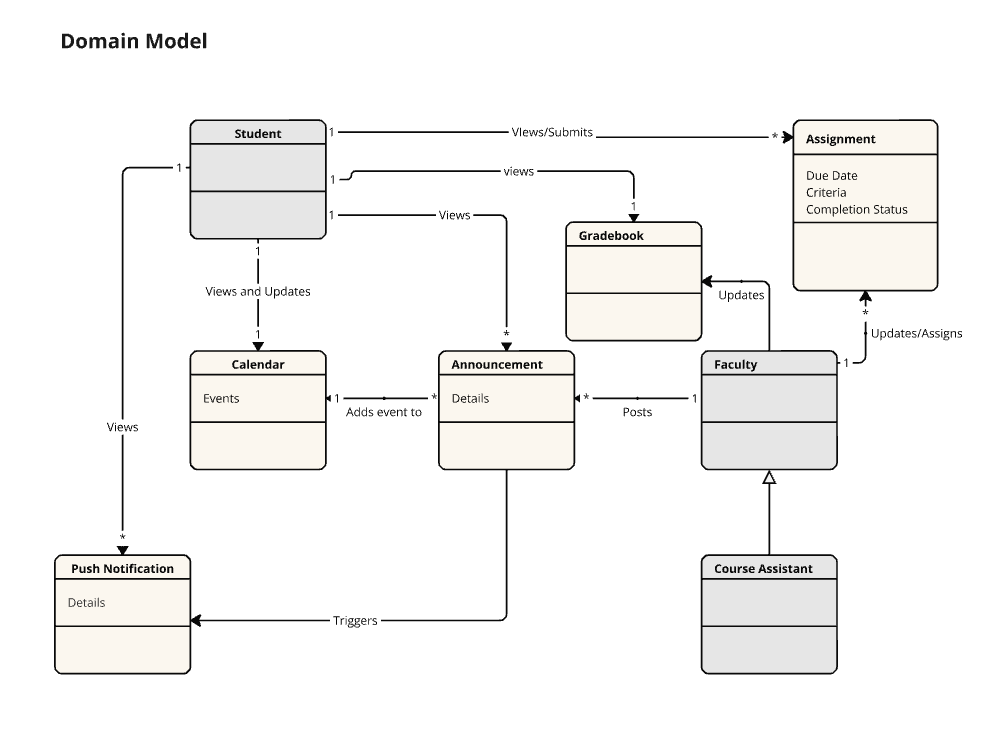 Domain Model
Student
1
VIews/Submits
*
Assignment
Due Date
Criteria
Completion Status
1
1
views
1
1
Views
*
Gradebook
1
Views and Updates
1
Updates
*
Updates/Assigns
1
Calendar
Events
1
Adds event to
*
Announcement
Details
*
Posts
1
Faculty
Views
*
Push Notification
Details
Triggers
Course Assistant